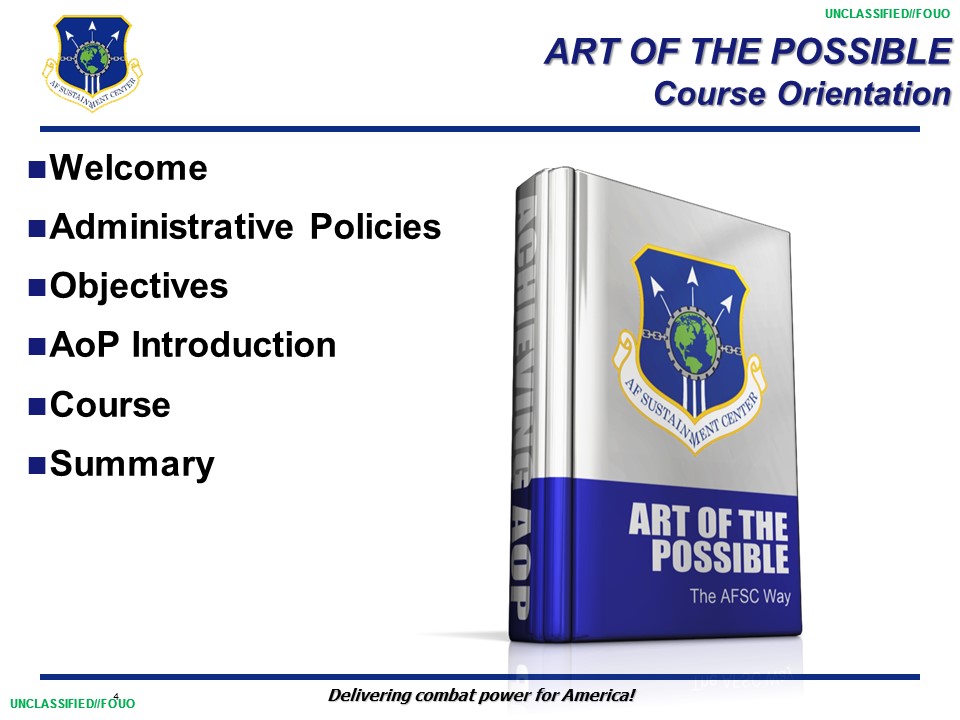 UNCLASSIFIED//FOUO
ART OF THE POSSIBLE
Course Orientation
AF SUSTAINMENT CENTER
Welcome
Administrative Policies
Objectives
AoP Introduction
Course
Summary
ACHIEVING AOP
AF SUSTAINMENT CENTER
ART OF THE
POSSIBLE
The AFSC Way
4
Delivering combat power for America!
UNCLASSIFIED//FOUO